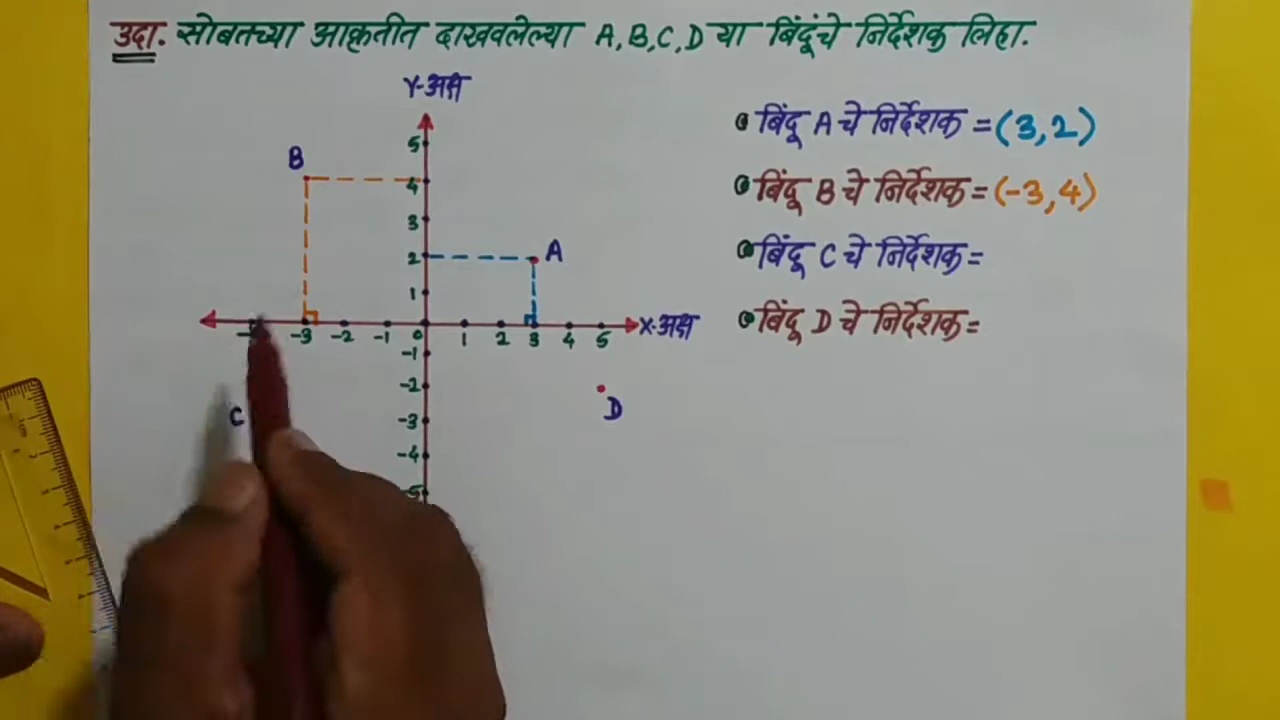 उदा. सोबतच्या आकृतीत दाखवलेल्या A, B, C, D या बिंदूंचे निर्देशक लिहा.
Y-अक्ष
बिंदू A चे निर्देशक = (3,2)
5
B
4
बिंदू B चे निर्देशक = (-3,4)
3
2
A
बिंदू C चे निर्देशक =
1
X-अक्ष
बिंदू D चे निर्देशक =
-3 -2 -1 0 1 2 3 4 5
-1
-2
C
D
-3
-4
-5